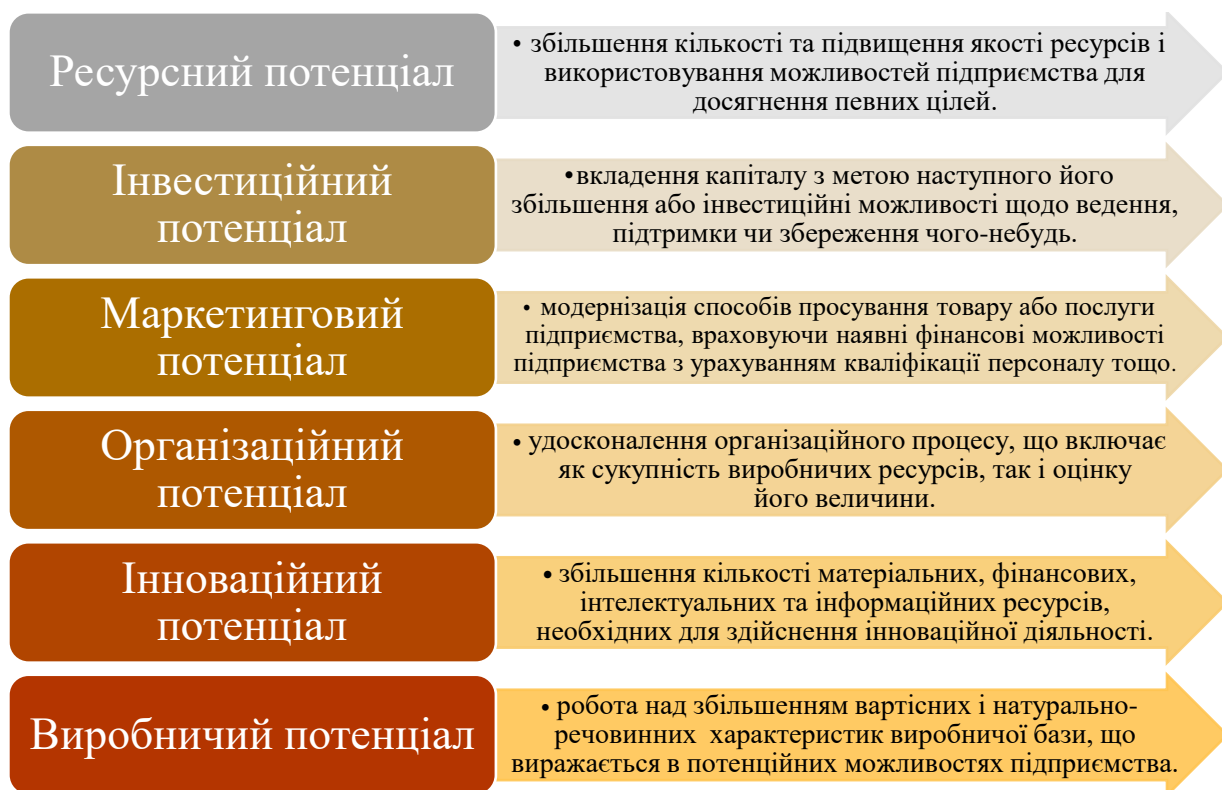 Ресурсний потенціал
• збільшення кількості та підвищення якості ресурсів і
використовування можливостей підприємства для
досягнення певних цілей.
Інвестиційний
потенціал
•вкладення капіталу з метою наступного його
збільшення або інвестиційні можливості щодо ведення,
підтримки чи збереження чого-небудь.
Маркетинговий
потенціал
• модернізація способів просування товару або послуги
підприємства, враховуючи наявні фінансові можливості
підприємства з урахуванням кваліфікації персоналу тощо.
Організаційний
потенціал
• удосконалення організаційного процесу, що включає
як сукупність виробничих ресурсів, так і оцінку
його величини.
Інноваційний
потенціал
• збільшення кількості матеріальних, фінансових,
інтелектуальних та інформаційних ресурсів,
необхідних для здійснення інноваційної діяльності.
Виробничий потенціал
• робота над збільшенням вартісних і натурально-
речовинних характеристик виробничої бази, що
виражається в потенційних можливостях підприємства.